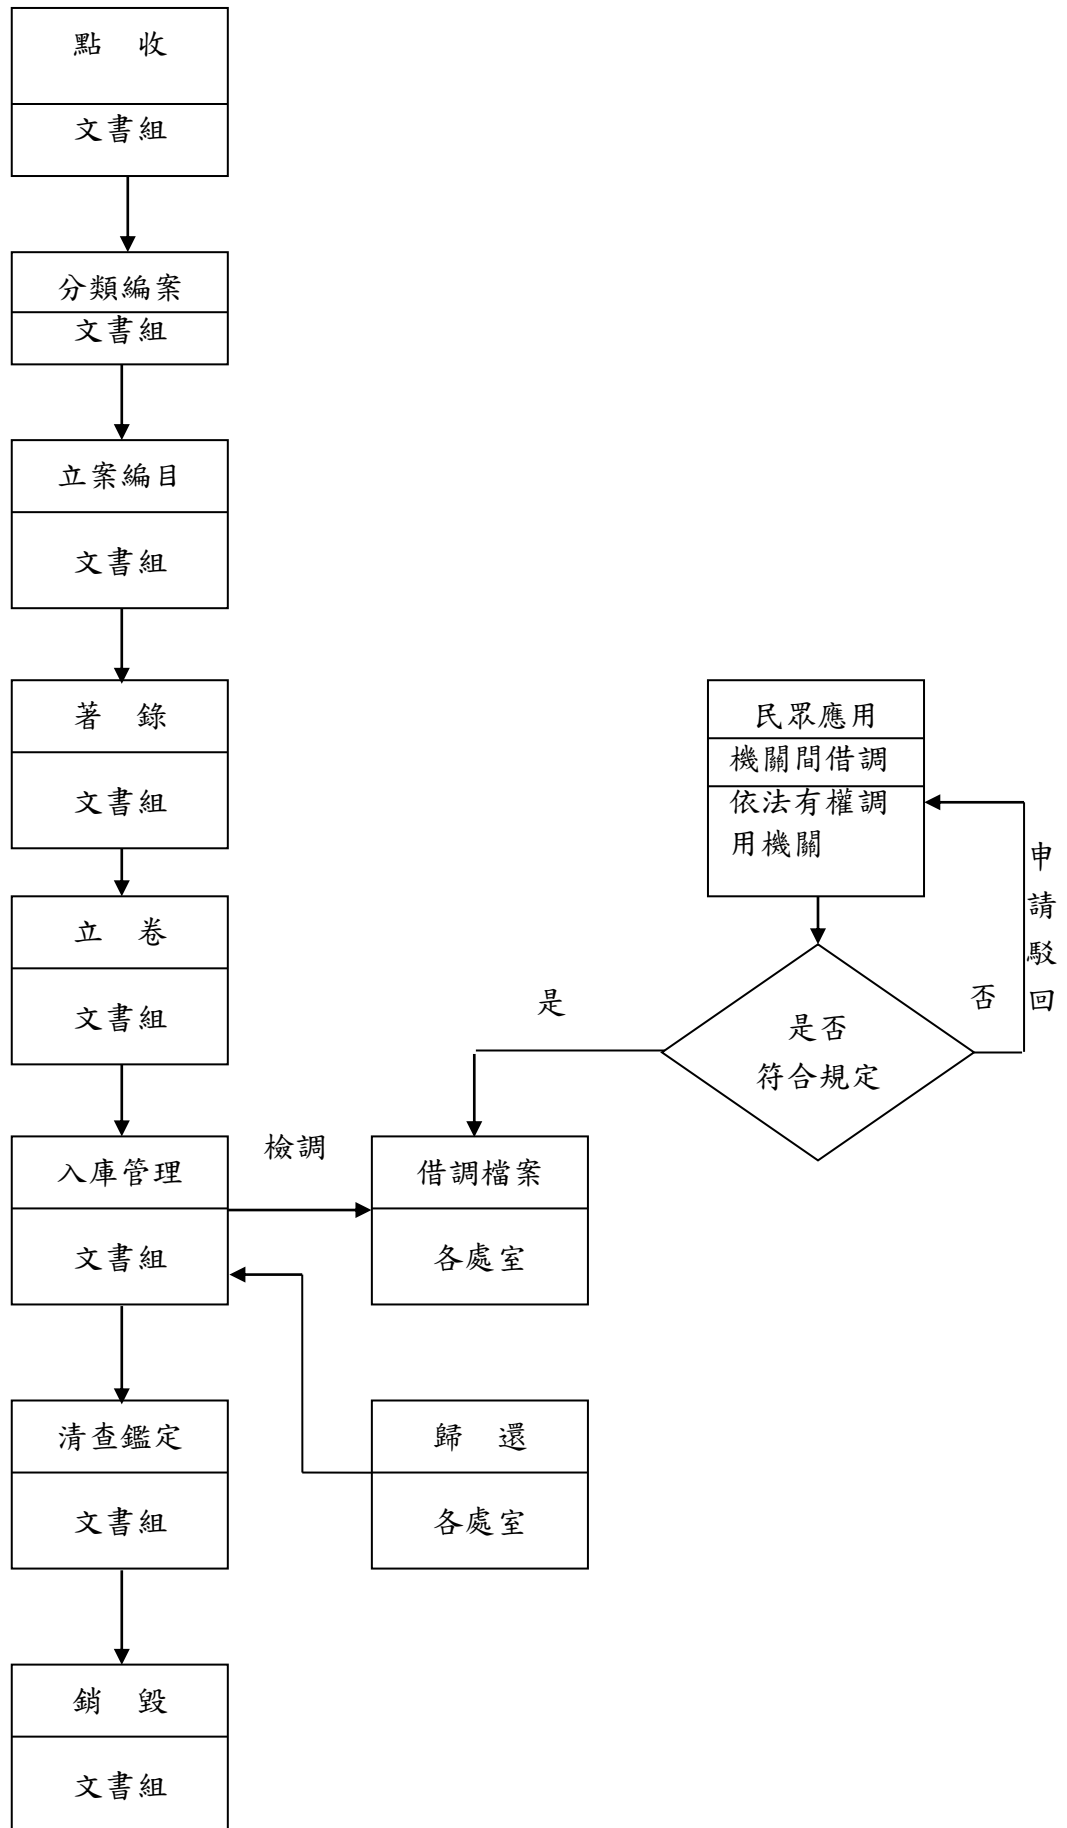 點　收
文書組
分類編案
文書組
立案編目
文書組
著　錄
文書組
立　卷
文書組
入庫管理
文書組
清查鑑定
文書組
銷　毀
文書組
檢調
借調檔案
各處室
歸　還
各處室
民眾應用
機關間借調
依法有權調
用機關
是否
符合規定
是
否
申請駁回